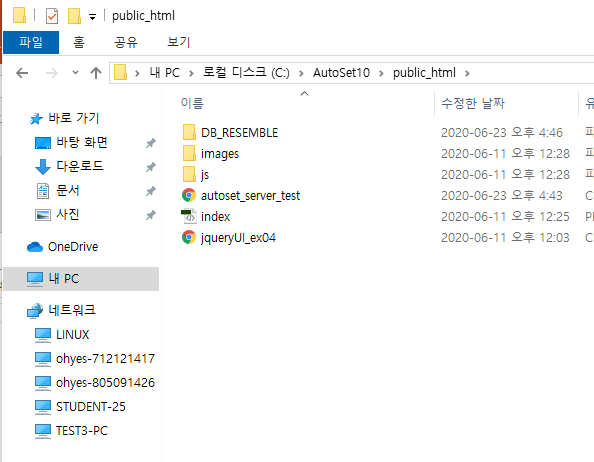 public_html
파일 홈 공유 보기
내 PC > 로컬 디스크 (C:) > AutoSet10 > public_html >
이름 수정한 날짜
바로 가기
바탕 화면
다운로드
문서
사진
OneDrive
내 PC
네트워크
LINUX
ohyes-712121417
ohyes-805091426
STUDENT-25
TEST3-PC
DB_RESEMBLE 2020-06-23 오후 4:46
images 2020-06-11 오후 12:28
js 2020-06-11 오후 12:28
autoset_server_test 2020-06-23 오후 4:43 C
index 2020-06-11 오후 12:25
jqueryUI_ex04 2020-06-11 오후 12:03 C